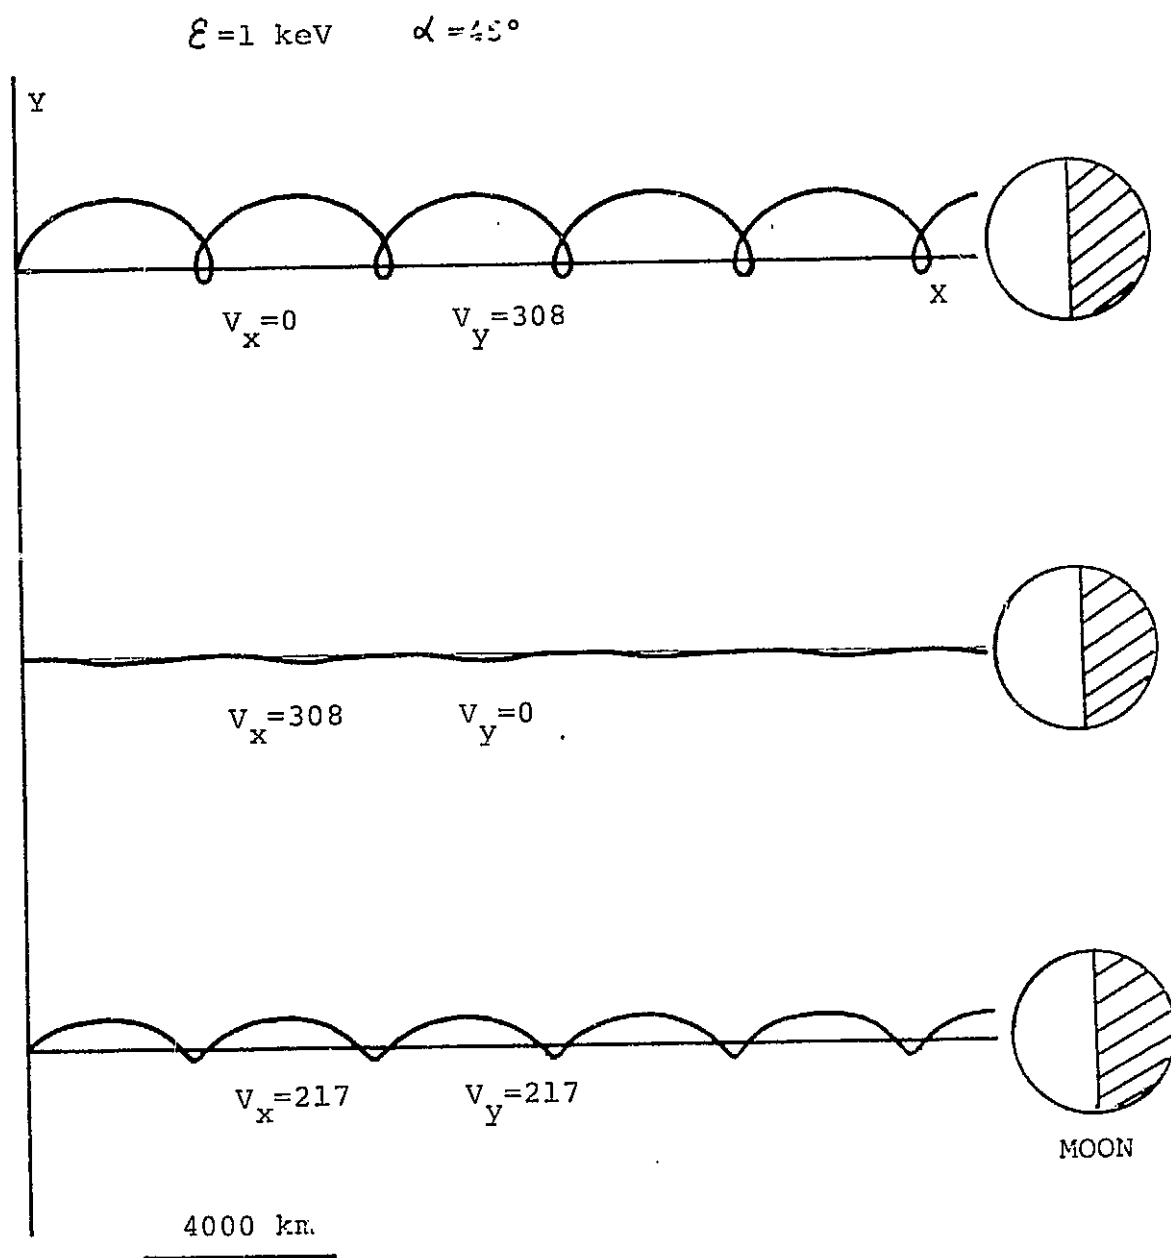 ℰ=1 keV α=45°
Y
X
V_x=0 V_y=308
V_x=308 V_y=0
V_x=217 V_y=217
MOON
4000 km